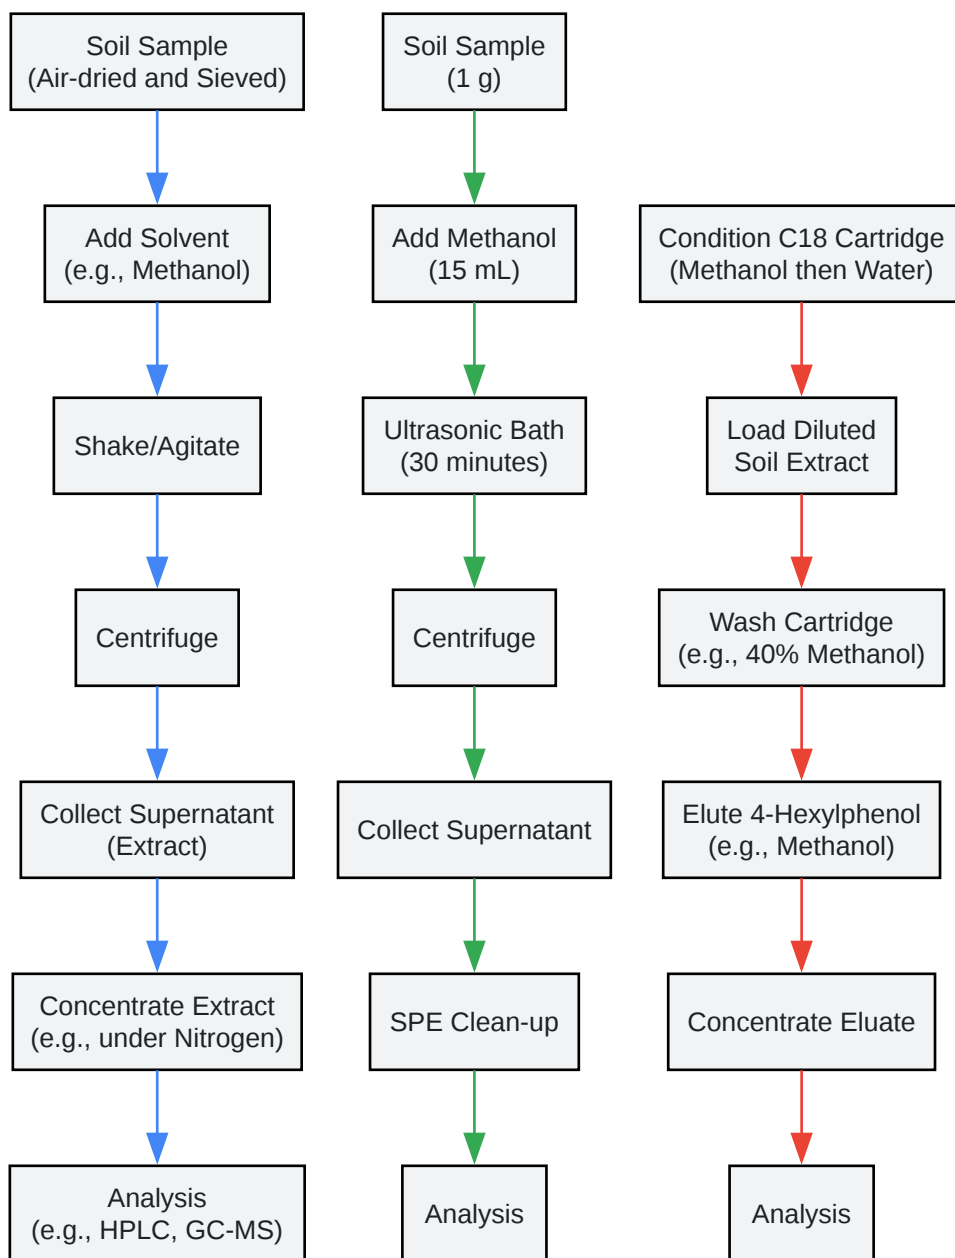 Soil Sample
(Air-dried and Sieved)
Add Solvent
(e.g., Methanol)
Shake/Agitate
Centrifuge
Collect Supernatant
(Extract)
Concentrate Extract
(e.g., under Nitrogen)
Analysis
(e.g., HPLC, GC-MS)
Soil Sample
(1 g)
Add Methanol
(15 mL)
Ultrasonic Bath
(30 minutes)
Centrifuge
Collect Supernatant
SPE Clean-up
Analysis
Condition C18 Cartridge
(Methanol then Water)
Load Diluted
Soil Extract
Wash Cartridge
(e.g., 40% Methanol)
Elute 4-Hexylphenol
(e.g., Methanol)
Concentrate Eluate
Analysis